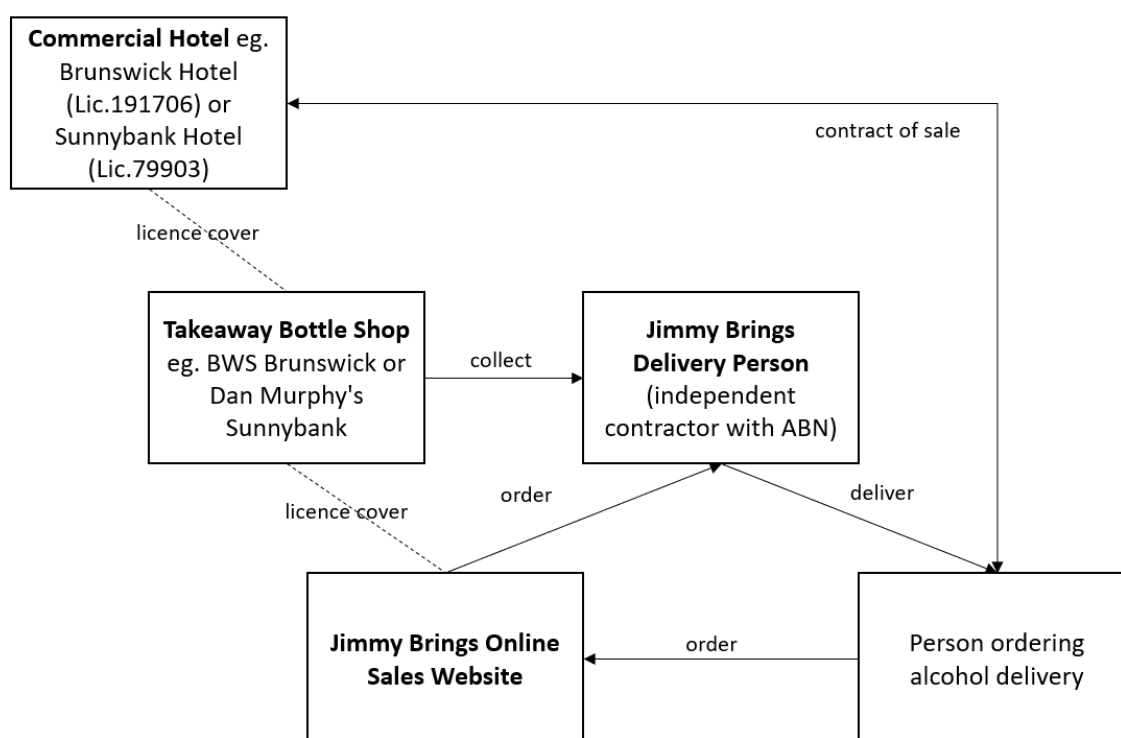 Commercial Hotel eg.
Brunswick Hotel
(Lic.191706) or
Sunnybank Hotel
(Lic.79903)
contract of sale
licence cover
Takeaway Bottle Shop
eg. BWS Brunswick or
Dan Murphy's
Sunnybank
collect
Jimmy Brings
Delivery Person
(independent
contractor with ABN)
order
deliver
licence cover
Jimmy Brings Online
Sales Website
order
Person ordering
alcohol delivery